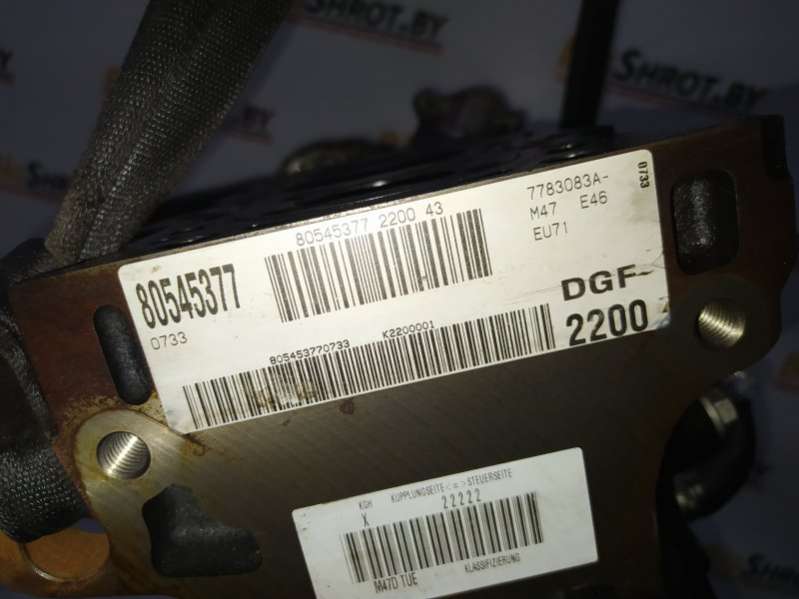 SHROT.BY
SHROT.BY
80545377 2200 43
7783083A-
0733
M47 E46
EU71
80545377
0733
DGF-
2200
805453770733 K2200001
KGH KUPPLUNGSEITE<=>STEUERSEITE
X 22222
M47D TUE KLASSIFIZIERUNG